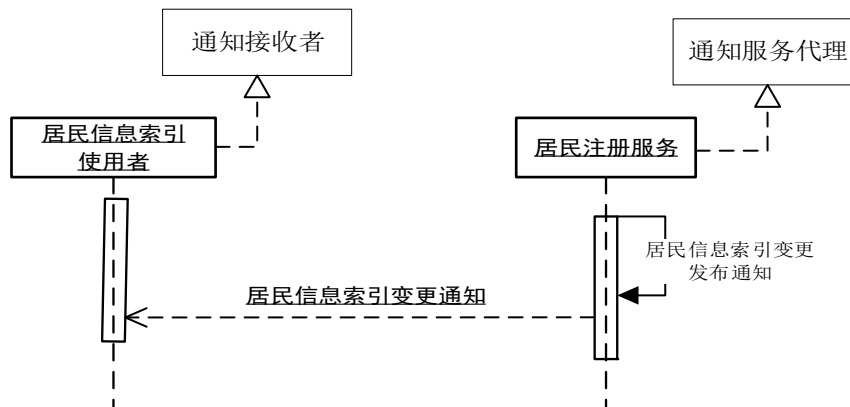 通知接收者
通知服务代理
居民信息索引
使用者
居民注册服务
居民信息索引变更
发布通知
居民信息索引变更通知